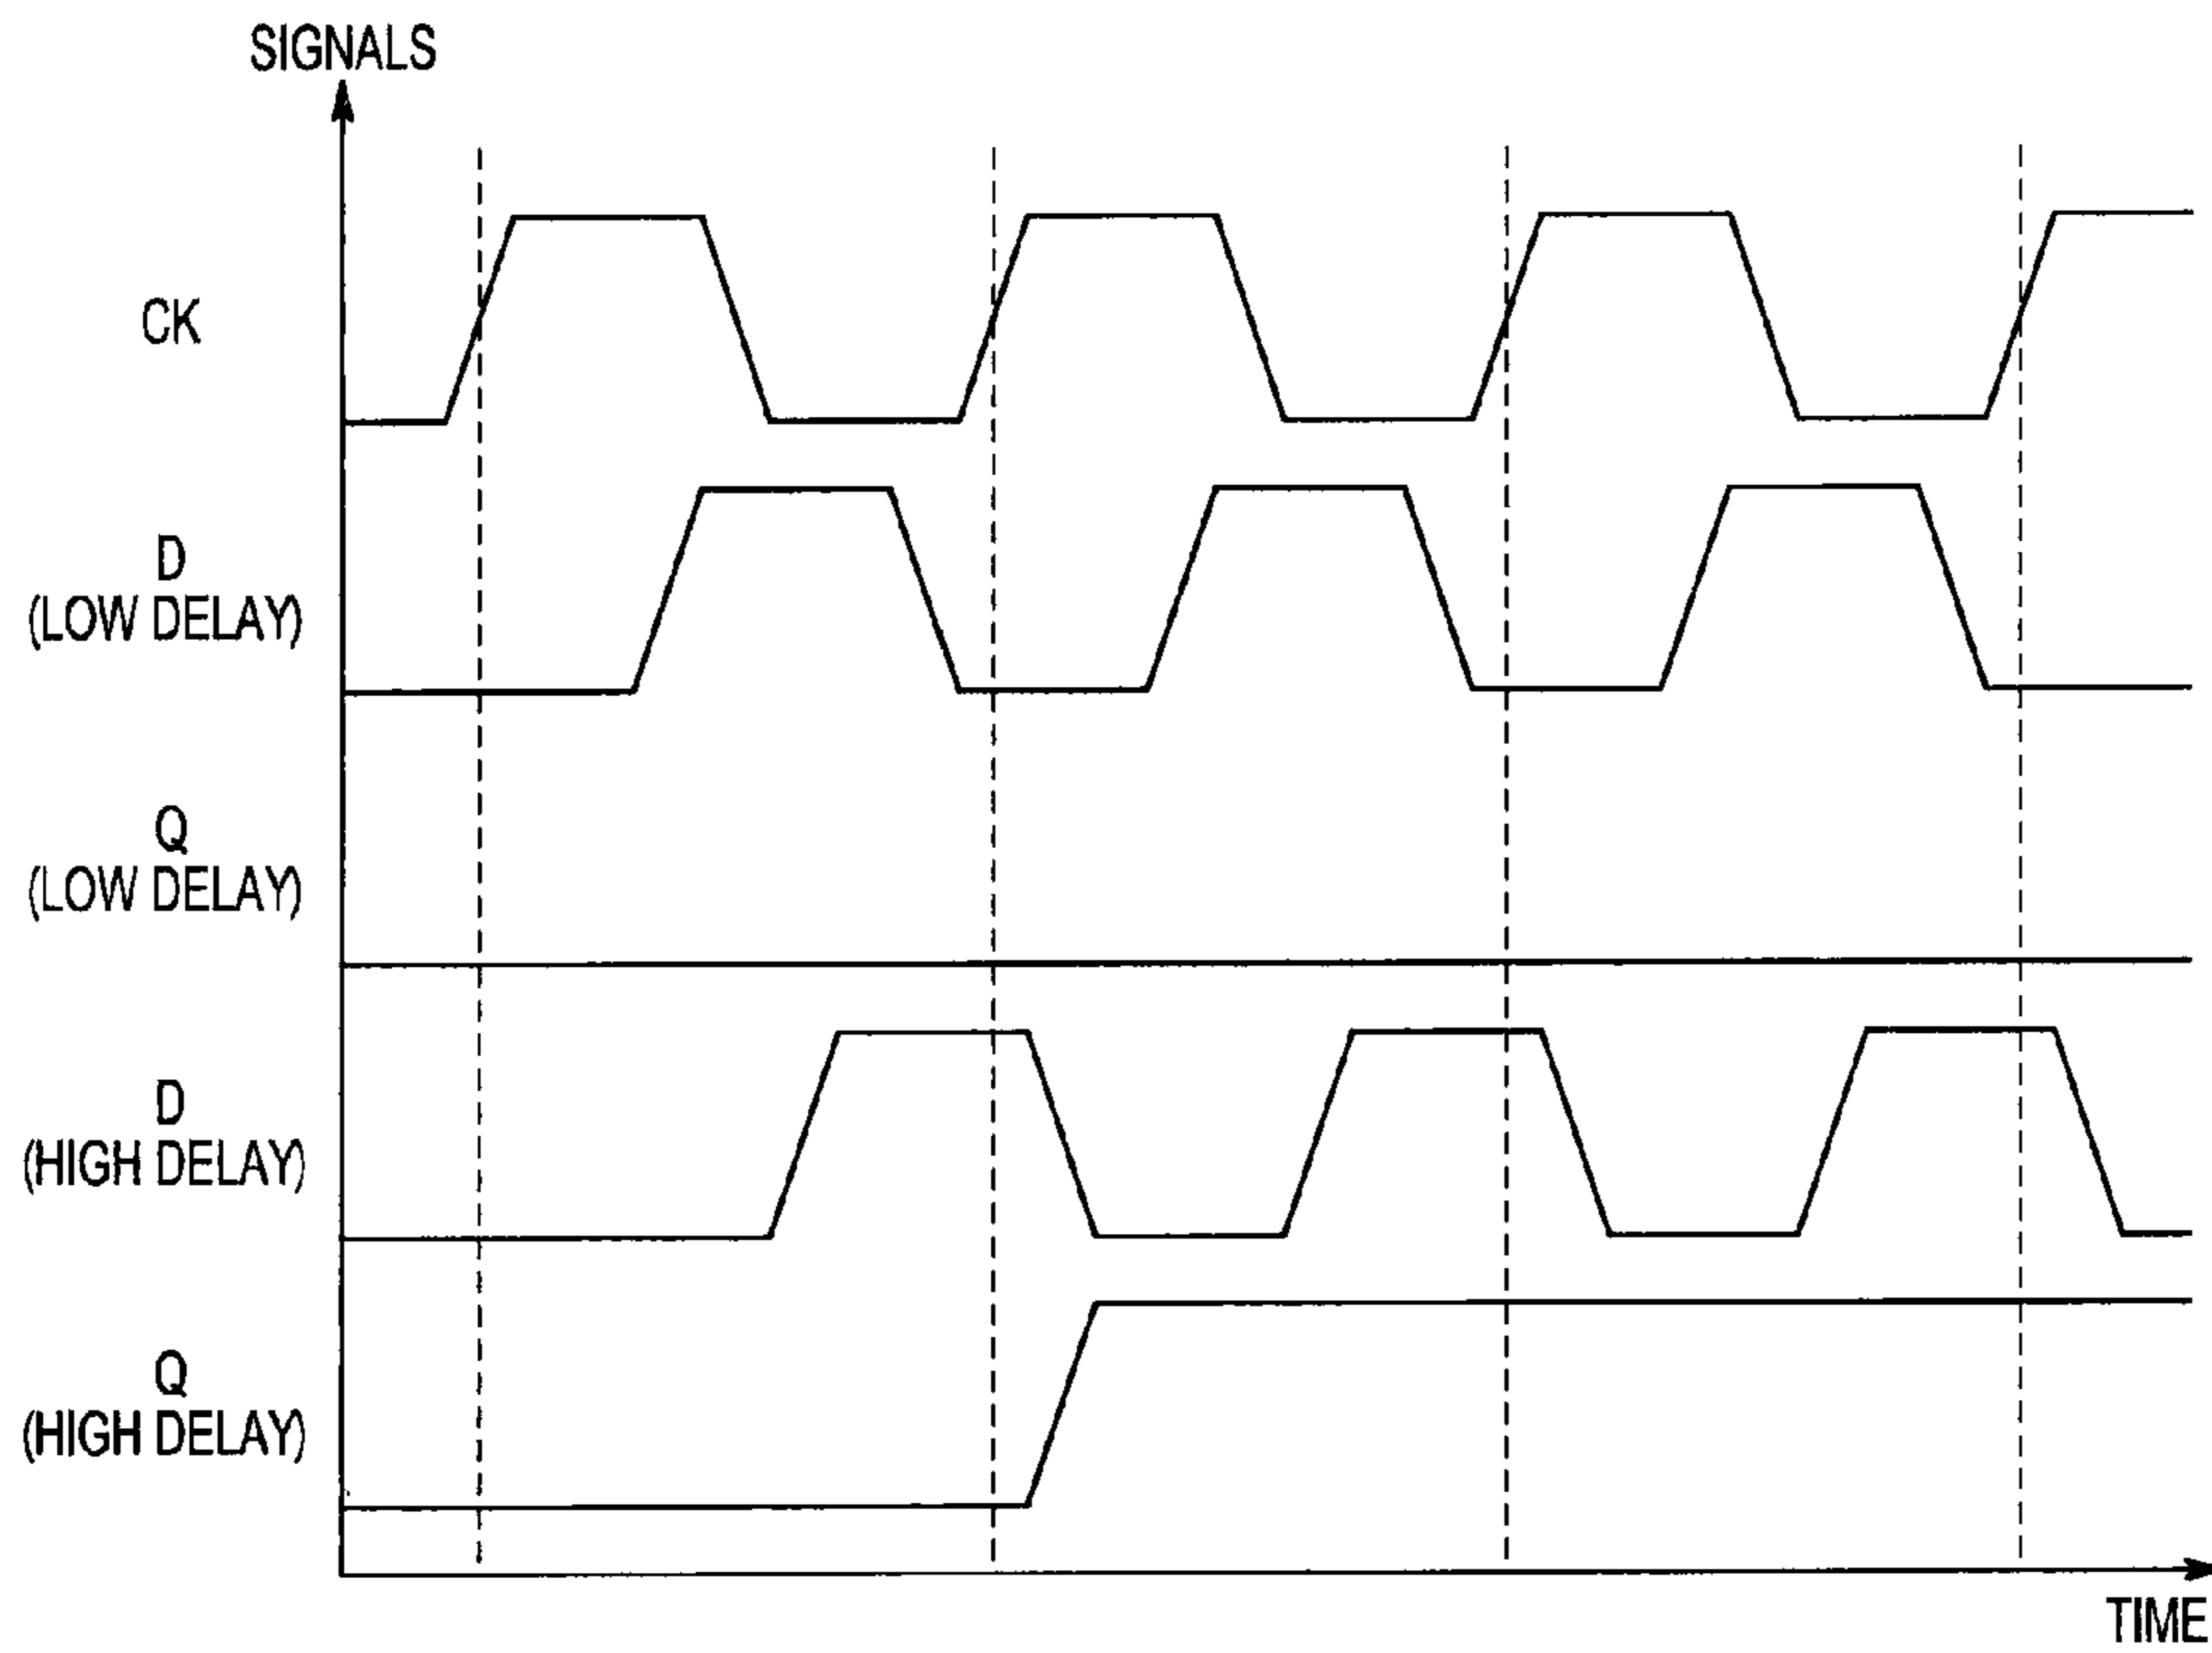 SIGNALS
CK
D
(LOW DELAY)
Q
(LOW DELAY)
D
(HIGH DELAY)
Q
(HIGH DELAY)
TIME